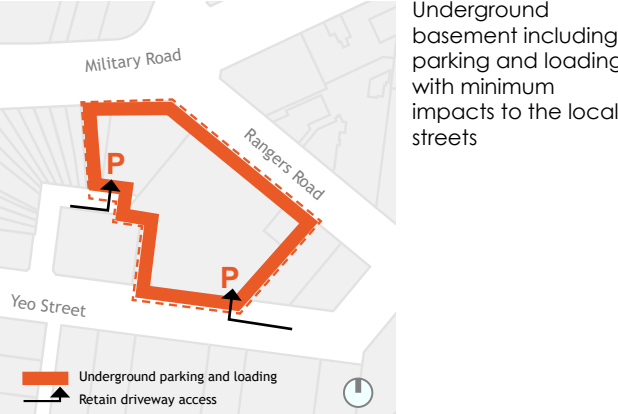 Underground
basement including
parking and loading
with minimum
impacts to the local
streets
Military Road
Rangers Road
P
P
Yeo Street
Underground parking and loading
Retain driveway access